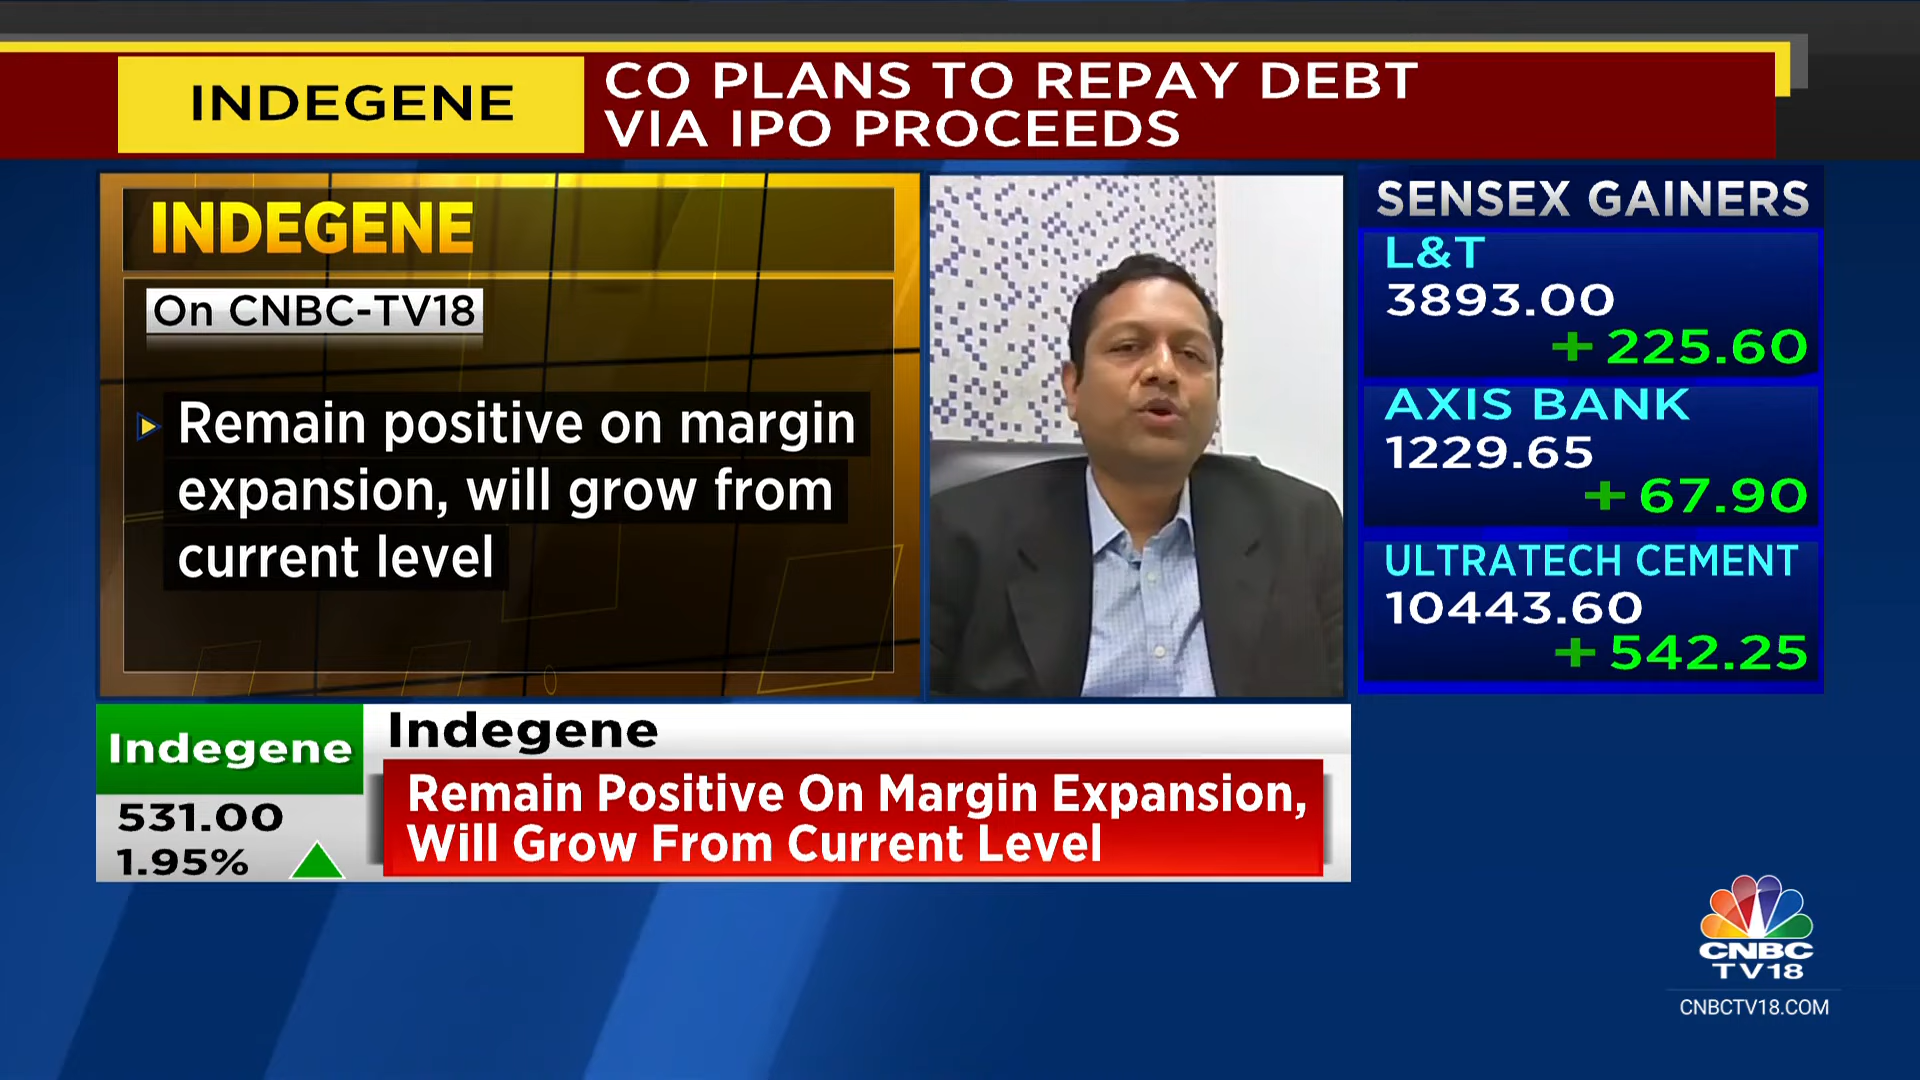 INDEGENE
CO PLANS TO REPAY DEBT
VIA IPO PROCEEDS
INDEGENE
On CNBC-TV18
Remain positive on margin
expansion, will grow from
current level
SENSEX GAINERS
L&T
3893.00
+ 225.60
AXIS BANK
1229.65
+ 67.90
ULTRATECH CEMENT
10443.60
+ 542.25
Indegene
531.00
1.95%
Indegene
Remain Positive On Margin Expansion,
Will Grow From Current Level
CNBC
TV18
CNBCTV18.COM